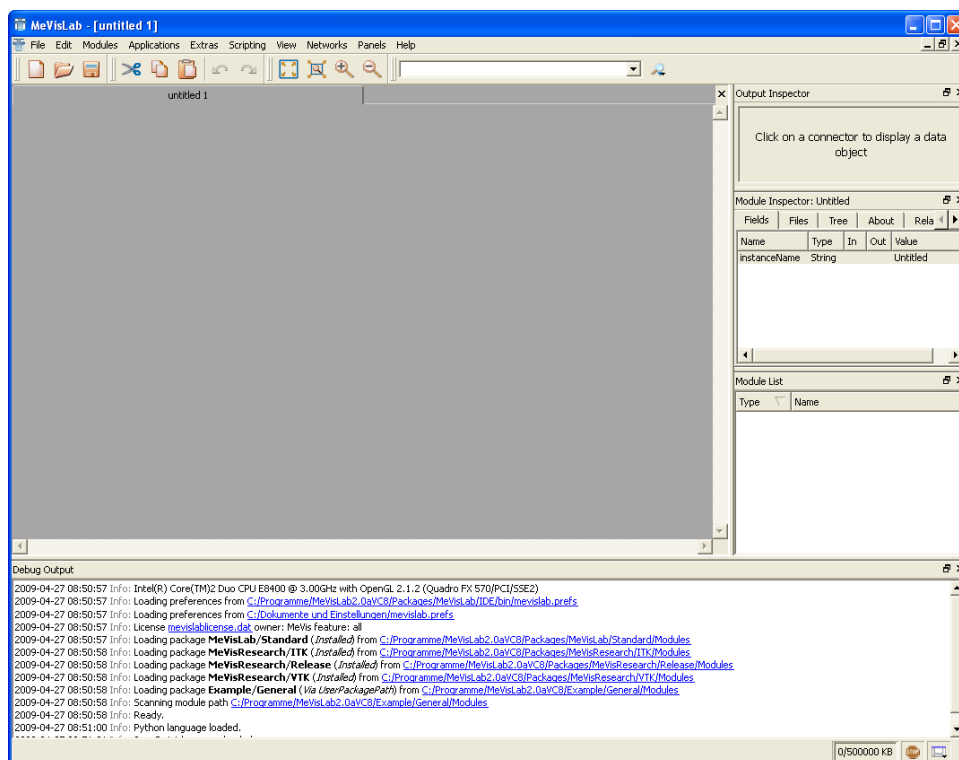 MeVisLab - [untitled 1]
File Edit Modules Applications Extras Scripting View Networks Panels Help
untitled 1
Output Inspector
Click on a connector to display a data
object
Module Inspector: Untitled
Fields Files Tree About Rela
Name Type In Out Value
instanceName String Untitled
Module List
Type Name
Debug Output
2009-04-27 08:50:57 Info: Intel(R) Core(TM)2 Duo CPU E8400 @ 3.00GHz with OpenGL 2.1.2 (Quadro FX 570/PCI/SSE2)
2009-04-27 08:50:57 Info: Loading preferences from C:/Programme/MeVisLab2.0aVC8/Packages/MeVisLab/IDE/bin/mevislab.prefs
2009-04-27 08:50:57 Info: Loading preferences from C:/Dokumente und Einstellungen/mevislab.prefs
2009-04-27 08:50:57 Info: License mevislablicense.dat owner: MeVis feature: all
2009-04-27 08:50:57 Info: Loading package MeVisLab/Standard (Installed) from C:/Programme/MeVisLab2.0aVC8/Packages/MeVisLab/Standard/Modules
2009-04-27 08:50:58 Info: Loading package MeVisResearch/ITK (Installed) from C:/Programme/MeVisLab2.0aVC8/Packages/MeVisResearch/ITK/Modules
2009-04-27 08:50:58 Info: Loading package MeVisResearch/Release (Installed) from C:/Programme/MeVisLab2.0aVC8/Packages/MeVisResearch/Release/Modules
2009-04-27 08:50:58 Info: Loading package MeVisResearch/VTK (Installed) from C:/Programme/MeVisLab2.0aVC8/Packages/MeVisResearch/VTK/Modules
2009-04-27 08:50:58 Info: Loading package Example/General (Via UserPackagePath) from C:/Programme/MeVisLab2.0aVC8/Example/General/Modules
2009-04-27 08:50:58 Info: Scanning module path C:/Programme/MeVisLab2.0aVC8/Example/General/Modules
2009-04-27 08:50:58 Info: Ready.
2009-04-27 08:51:00 Info: Python language loaded.
0/500000 KB